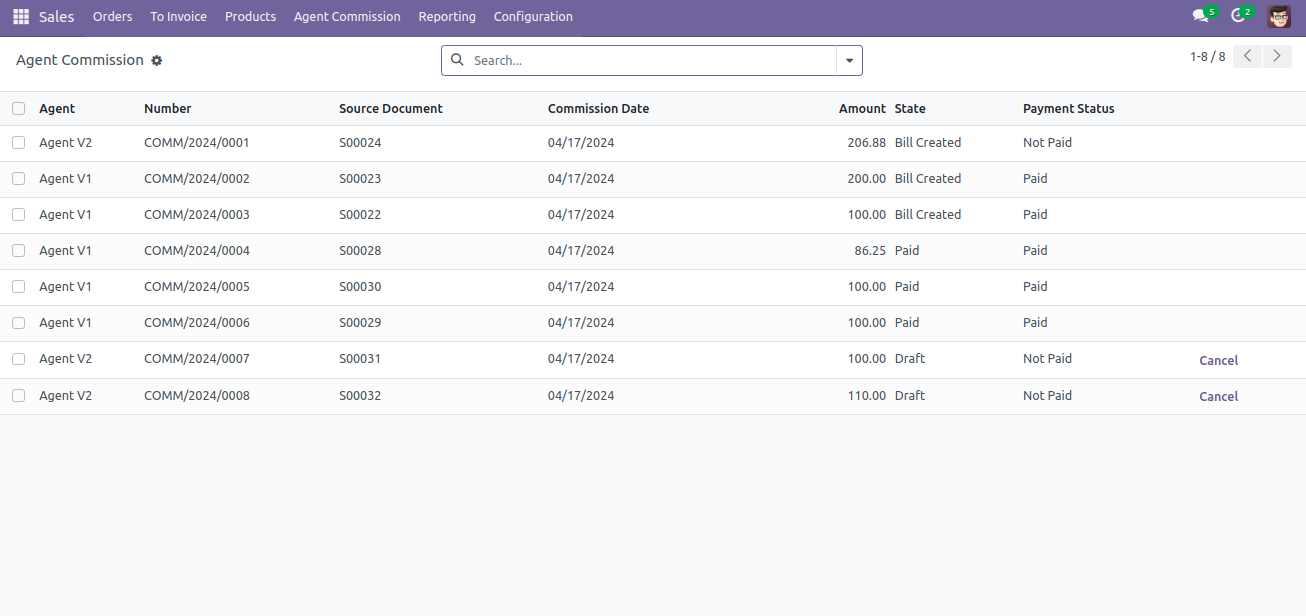 Sales Orders To Invoice Products Agent Commission Reporting Configuration 5 2
Agent Commission Search... 1-8 / 8
Agent Number Source Document Commission Date Amount State Payment Status
Agent V2 COMM/2024/0001 S00024 04/17/2024 206.88 Bill Created Not Paid
Agent V1 COMM/2024/0002 S00023 04/17/2024 200.00 Bill Created Paid
Agent V1 COMM/2024/0003 S00022 04/17/2024 100.00 Bill Created Paid
Agent V1 COMM/2024/0004 S00028 04/17/2024 86.25 Paid Paid
Agent V1 COMM/2024/0005 S00030 04/17/2024 100.00 Paid Paid
Agent V1 COMM/2024/0006 S00029 04/17/2024 100.00 Paid Paid
Agent V2 COMM/2024/0007 S00031 04/17/2024 100.00 Draft Not Paid Cancel
Agent V2 COMM/2024/0008 S00032 04/17/2024 110.00 Draft Not Paid Cancel